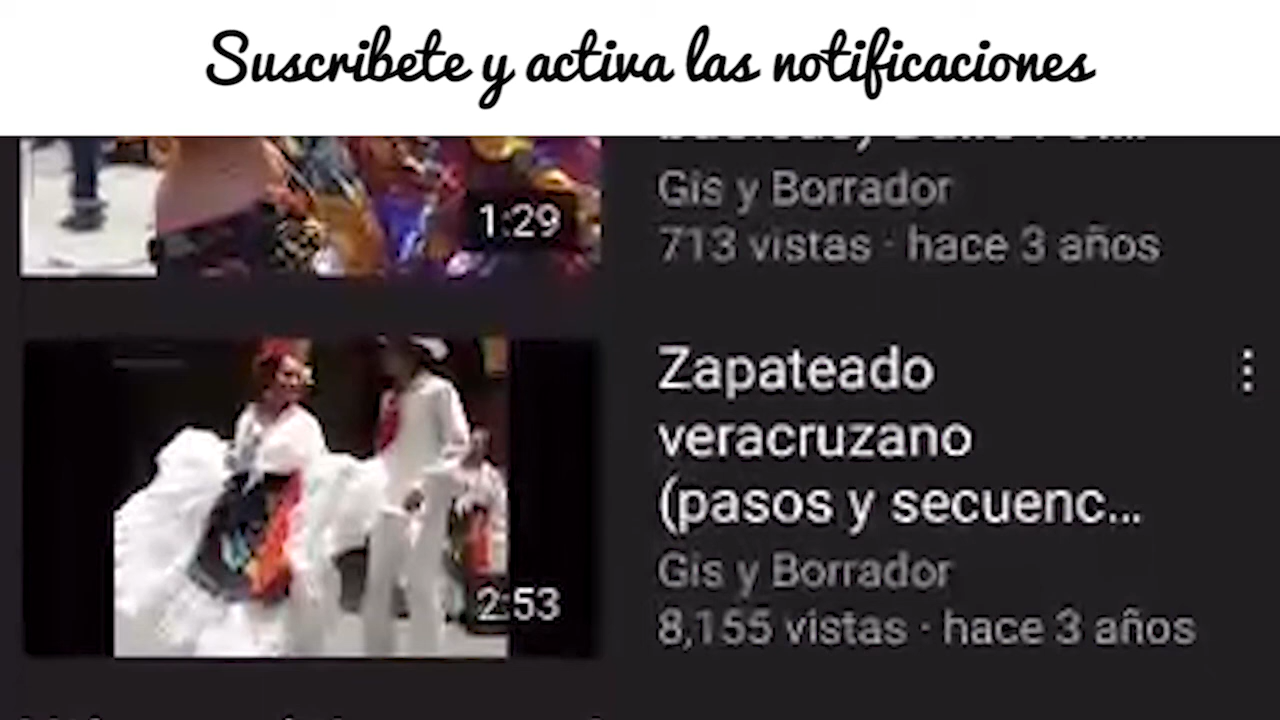 Suscribete y activa las notificaciones
1:29
Gis y Borrador
713 vistas · hace 3 años
Zapateado
veracruzano
(pasos y secuenc...
2:53
Gis y Borrador
8,155 vistas · hace 3 años